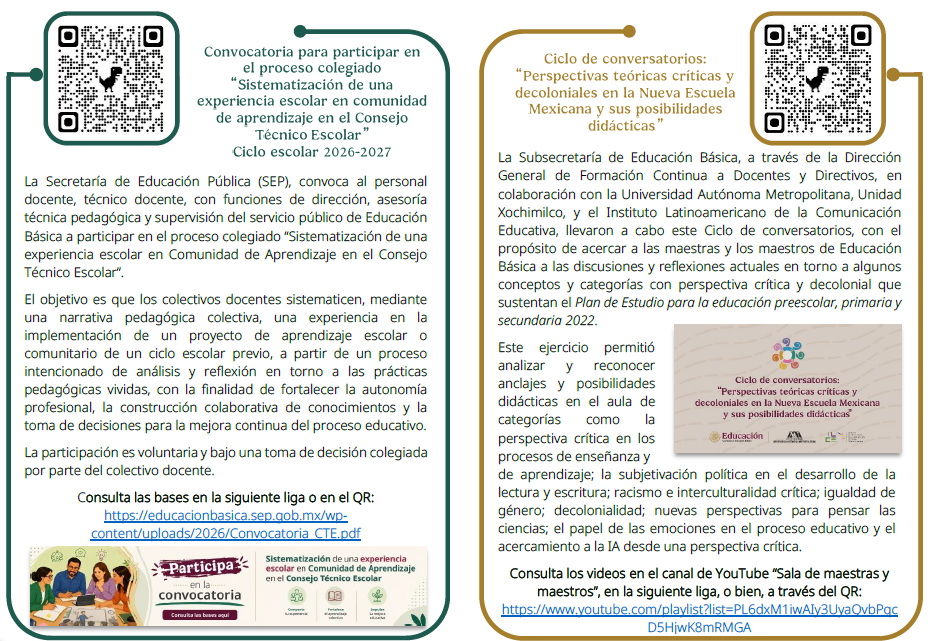 Convocatoria para participar en
el proceso colegiado
“Sistematización de una
experiencia escolar en comunidad
de aprendizaje en el Consejo
Técnico Escolar”
Ciclo escolar 2026-2027
La Secretaría de Educación Pública (SEP), convoca al personal
docente, técnico docente, con funciones de dirección, asesoría
técnica pedagógica y supervisión del servicio público de Educación
Básica a participar en el proceso colegiado “Sistematización de una
experiencia escolar en Comunidad de Aprendizaje en el Consejo
Técnico Escolar”.
El objetivo es que los colectivos docentes sistematicen, mediante
una narrativa pedagógica colectiva, una experiencia en la
implementación de un proyecto de aprendizaje escolar o
comunitario de un ciclo escolar previo, a partir de un proceso
intencionado de análisis y reflexión en torno a las prácticas
pedagógicas vividas, con la finalidad de fortalecer la autonomía
profesional, la construcción colaborativa de conocimientos y la
toma de decisiones para la mejora continua del proceso educativo.
La participación es voluntaria y bajo una toma de decisión colegiada
por parte del colectivo docente.
Consulta las bases en la siguiente liga o en el QR:
https://educacionbasica.sep.gob.mx/wp-
content/uploads/2026/Convocatoria_CTE.pdf
Participa
en la
convocatoria
Consulta las bases aquí
Sistematización de una experiencia
escolar en Comunidad de Aprendizaje
en el Consejo Técnico Escolar
Ciclo de conversatorios:
“Perspectivas teóricas críticas y
decoloniales en la Nueva Escuela
Mexicana y sus posibilidades
didácticas”
La Subsecretaría de Educación Básica, a través de la Dirección
General de Formación Continua a Docentes y Directivos, en
colaboración con la Universidad Autónoma Metropolitana, Unidad
Xochimilco, y el Instituto Latinoamericano de la Comunicación
Educativa, llevaron a cabo este Ciclo de conversatorios, con el
propósito de acercar a las maestras y los maestros de Educación
Básica a las discusiones y reflexiones actuales en torno a algunos
conceptos y categorías con perspectiva crítica y decolonial que
sustentan el Plan de Estudio para la educación preescolar, primaria y
secundaria 2022.
Este ejercicio permitió
analizar y reconocer
anclajes y posibilidades
didácticas en el aula de
categorías como la
perspectiva crítica en los
procesos de enseñanza y
de aprendizaje; la subjetivación política en el desarrollo de la
lectura y escritura; racismo e interculturalidad crítica; igualdad de
género; decolonialidad; nuevas perspectivas para pensar las
ciencias; el papel de las emociones en el proceso educativo y el
acercamiento a la IA desde una perspectiva crítica.
Ciclo de conversatorios:
“Perspectivas teóricas críticas y
decoloniales en la Nueva Escuela Mexicana
y sus posibilidades didácticas”
Educación
Consulta los videos en el canal de YouTube “Sala de maestras y
maestros”, en la siguiente liga, o bien, a través del QR:
https://www.youtube.com/playlist?list=PL6dxM1iwAIy3UyaQvbPqc
D5HjwK8mRMGA